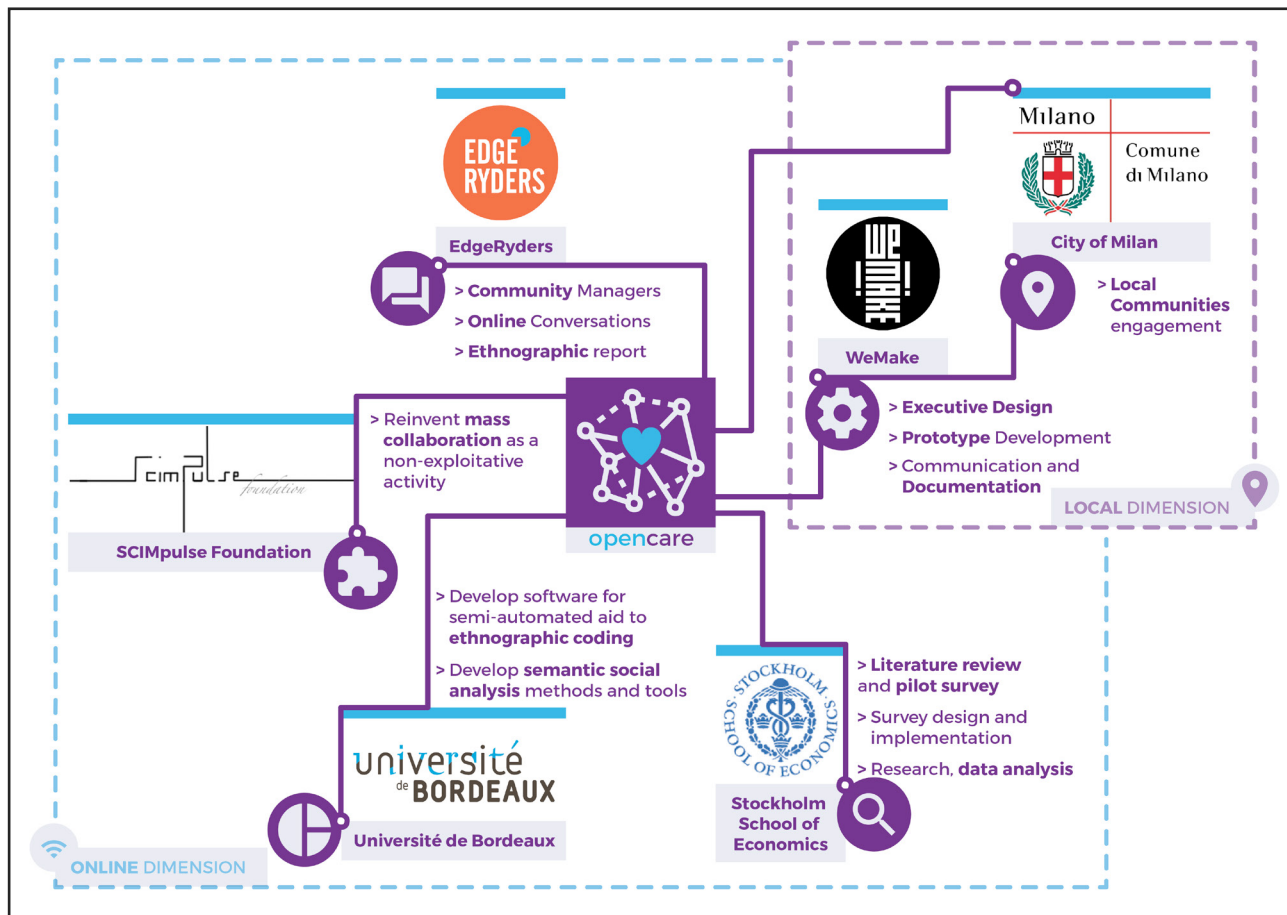 EDGE
RYDERS
EdgeRyders
> Community Managers
> Online Conversations
> Ethnographic report
Milano
Comune
di Milano
City of Milan
> Local
Communities
engagement
WE
MAKE
WeMake
> Executive Design
> Prototype Development
> Communication and
Documentation
LOCAL DIMENSION
scimpulse
foundation
SCIMpulse Foundation
> Reinvent mass
collaboration as a
non-exploitative
activity
opencare
> Develop software for
semi-automated aid to
ethnographic coding
> Develop semantic social
analysis methods and tools
université
de BORDEAUX
Université de Bordeaux
STOCKHOLM
SCHOOL OF ECONOMICS
Stockholm
School of
Economics
> Literature review
and pilot survey
> Survey design and
implementation
> Research, data analysis
ONLINE DIMENSION